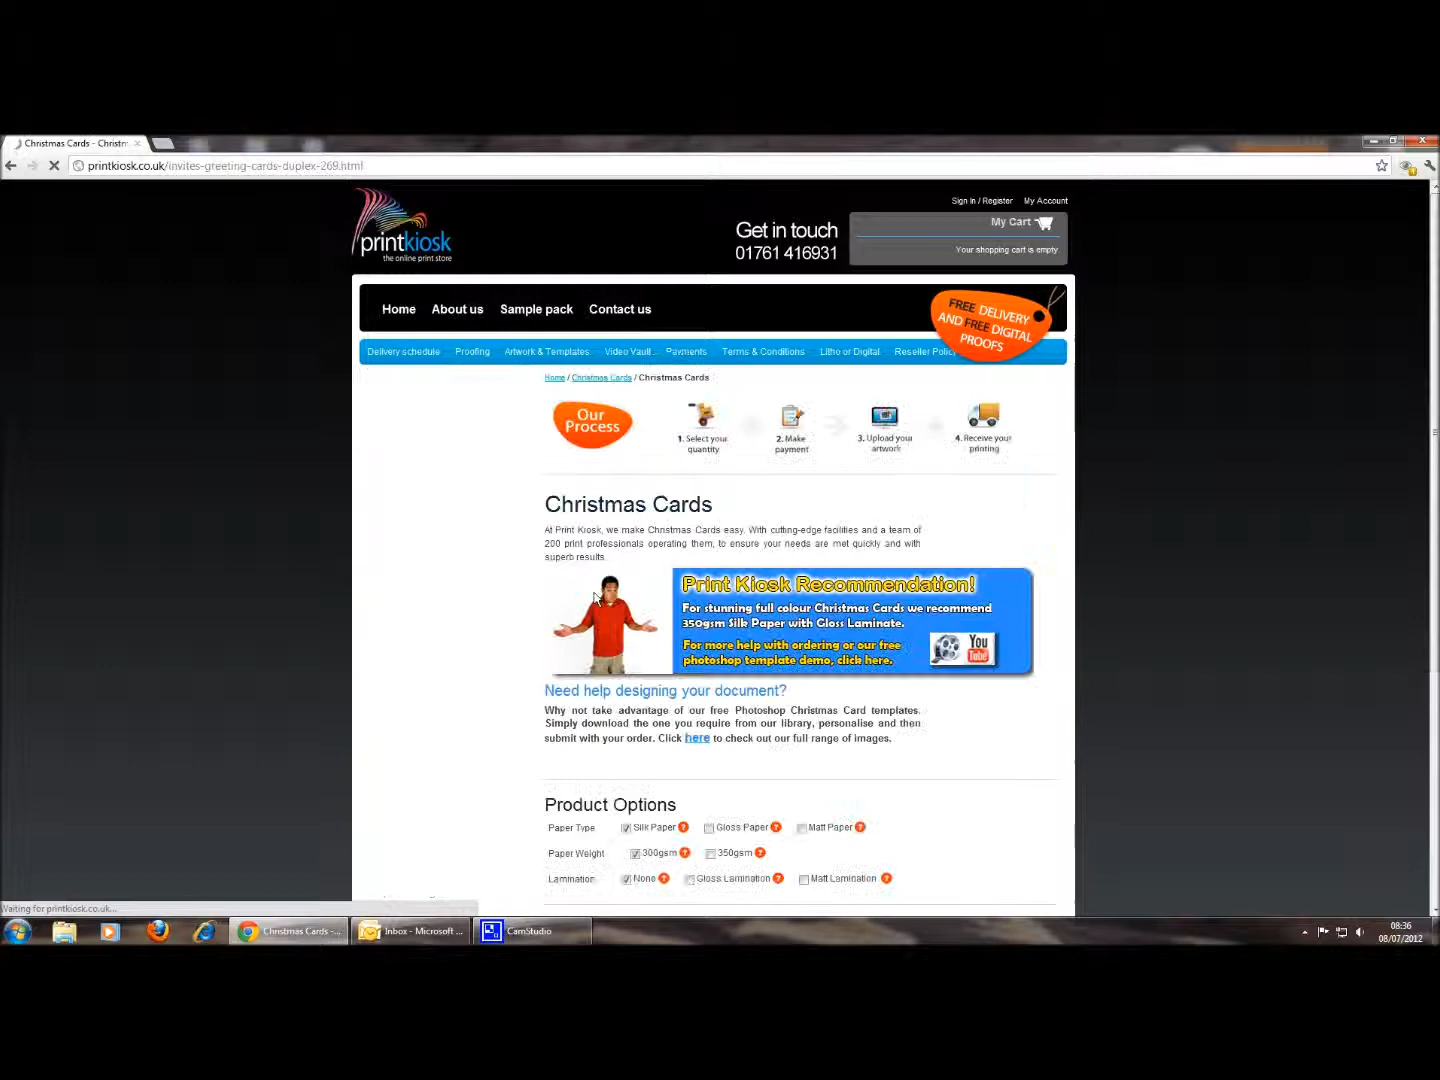 Christmas Cards - Christm
printkiosk.co.uk/invites-greeting-cards-duplex-269.html
Sign In / Register My Account
printkiosk
the online print store
Get in touch
01761 416931
My Cart
Your shopping cart is empty
Home About us Sample pack Contact us
FREE DELIVERY
AND FREE DIGITAL
PROOFS
Delivery schedule Proofing Artwork & Templates Video Vault Payments Terms & Conditions Litho or Digital Reseller Policy
Home / Christmas Cards / Christmas Cards
Our
Process
1. Select your
quantity
2. Make
payment
3. Upload your
artwork
4. Receive your
printing
Christmas Cards
At Print Kiosk, we make Christmas Cards easy. With cutting-edge facilities and a team of
200 print professionals operating them, to ensure your needs are met quickly and with
superb results.
Print Kiosk Recommendation!
For stunning full colour Christmas Cards we recommend
350gsm Silk Paper with Gloss Laminate.
For more help with ordering or our free
photoshop template demo, click here.
You
Tube
Need help designing your document?
Why not take advantage of our free Photoshop Christmas Card templates.
Simply download the one you require from our library, personalise and then
submit with your order. Click here to check out our full range of images.
Product Options
Paper Type Silk Paper ? Gloss Paper ? Matt Paper ?
Paper Weight 300gsm ? 350gsm ?
Lamination None ? Gloss Lamination ? Matt Lamination ?
Waiting for printkiosk.co.uk...
Christmas Cards -... Inbox - Microsoft ... CamStudio
08:36
08/07/2012